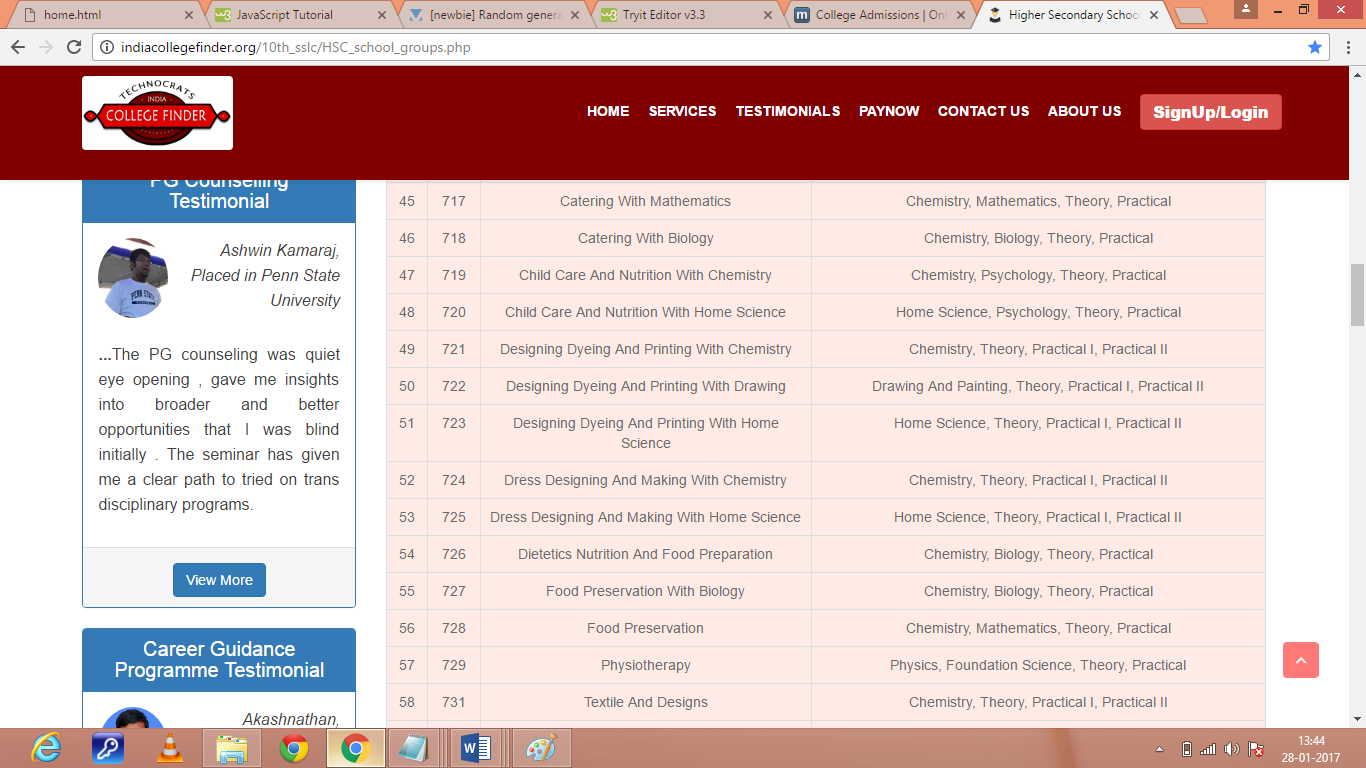 home.html
JavaScript Tutorial
[newbie] Random genera
Tryit Editor v3.3
College Admissions | Onl
Higher Secondary School
indiacollegefinder.org/10th_sslc/HSC_school_groups.php
TECHNOCRATS
INDIA
COLLEGE FINDER
HOME SERVICES TESTIMONIALS PAYNOW CONTACT US ABOUT US SignUp/Login
PG Counselling
Testimonial
Ashwin Kamaraj,
Placed in Penn State
University
PENN STATE
...The PG counseling was quiet
eye opening , gave me insights
into broader and better
opportunities that I was blind
initially . The seminar has given
me a clear path to tried on trans
disciplinary programs.
View More
Career Guidance
Programme Testimonial
Akashnathan,
45 717 Catering With Mathematics Chemistry, Mathematics, Theory, Practical
46 718 Catering With Biology Chemistry, Biology, Theory, Practical
47 719 Child Care And Nutrition With Chemistry Chemistry, Psychology, Theory, Practical
48 720 Child Care And Nutrition With Home Science Home Science, Psychology, Theory, Practical
49 721 Designing Dyeing And Printing With Chemistry Chemistry, Theory, Practical I, Practical II
50 722 Designing Dyeing And Printing With Drawing Drawing And Painting, Theory, Practical I, Practical II
51 723 Designing Dyeing And Printing With Home Home Science, Theory, Practical I, Practical II
Science
52 724 Dress Designing And Making With Chemistry Chemistry, Theory, Practical I, Practical II
53 725 Dress Designing And Making With Home Science Home Science, Theory, Practical I, Practical II
54 726 Dietetics Nutrition And Food Preparation Chemistry, Biology, Theory, Practical
55 727 Food Preservation With Biology Chemistry, Biology, Theory, Practical
56 728 Food Preservation Chemistry, Mathematics, Theory, Practical
57 729 Physiotherapy Physics, Foundation Science, Theory, Practical
58 731 Textile And Designs Chemistry, Theory, Practical I, Practical II
13:44
28-01-2017